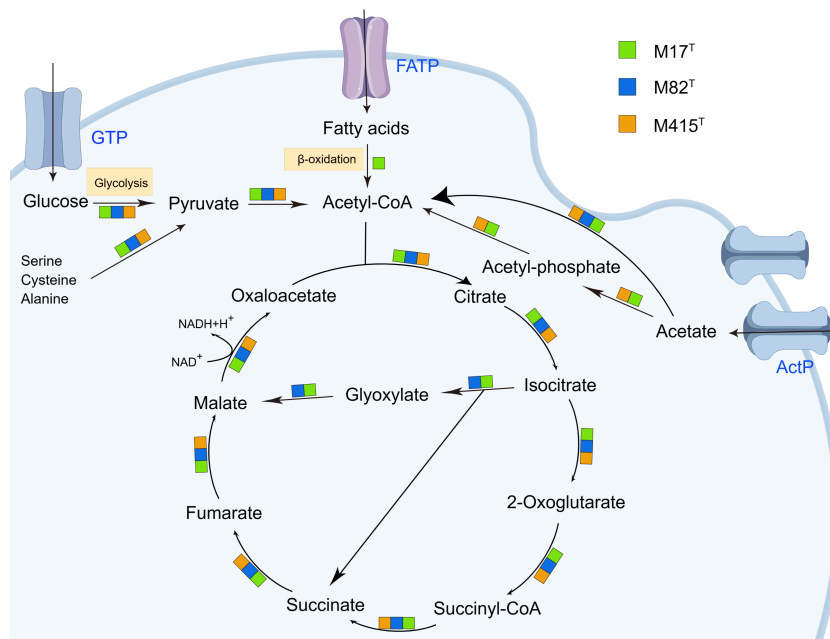 FATP
M17ᵀ
M82ᵀ
M415ᵀ
GTP
Fatty acids
β-oxidation
Glycolysis
Glucose
Pyruvate
Acetyl-CoA
Serine
Cysteine
Alanine
Acetyl-phosphate
Oxaloacetate
Citrate
NADH+H⁺
NAD⁺
Acetate
ActP
Isocitrate
Glyoxylate
Malate
2-Oxoglutarate
Fumarate
Succinate
Succinyl-CoA